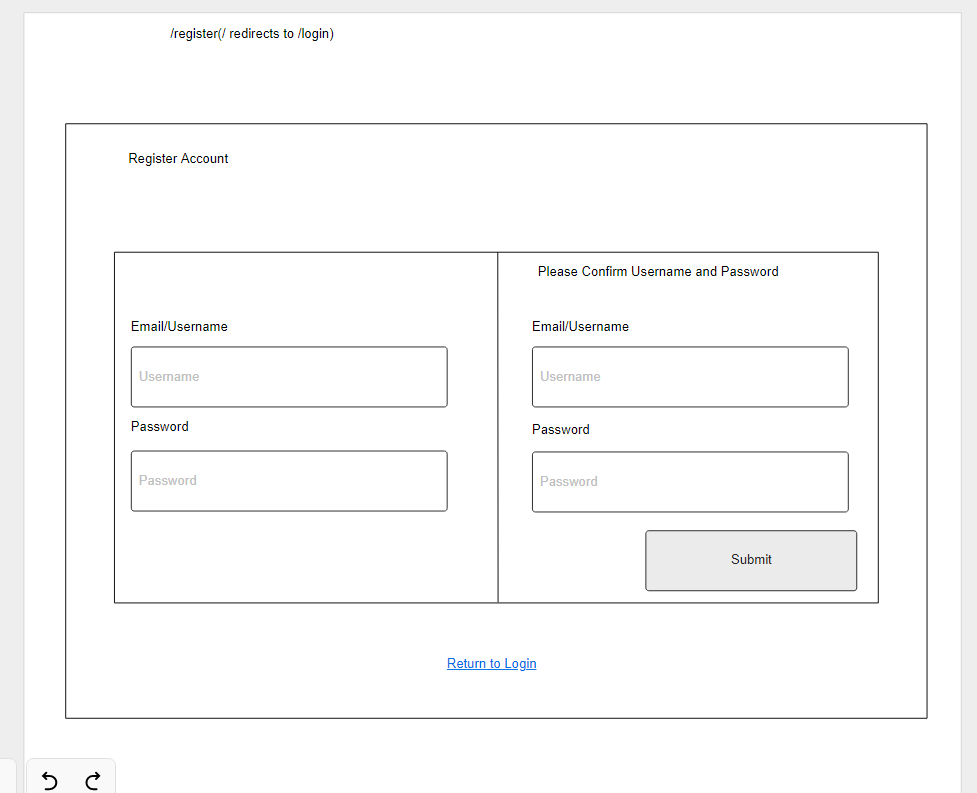 /register(/ redirects to /login)
Register Account
Please Confirm Username and Password
Email/Username
Username
Password
Password
Email/Username
Username
Password
Password
Submit
Return to Login